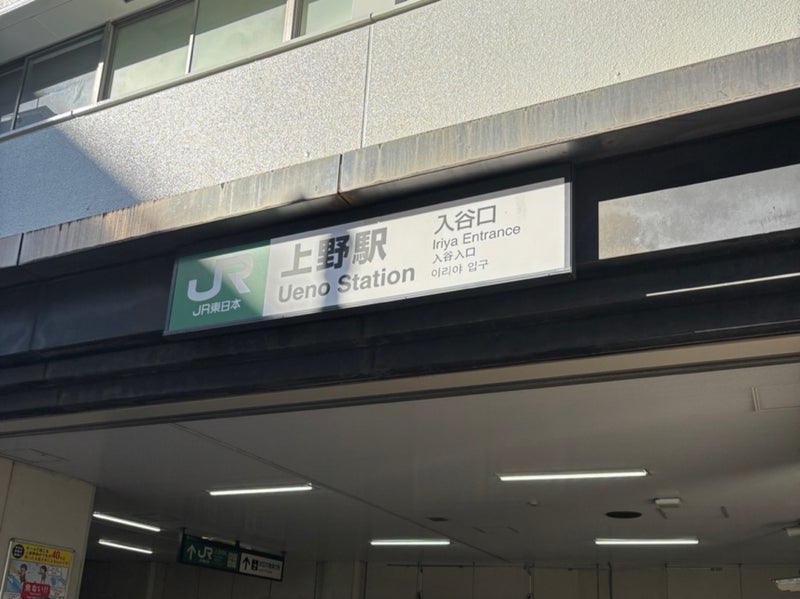 JR
JR東日本
上野駅
Ueno Station
入谷口
Iriya Entrance
入谷入口
이리야 입구
JR